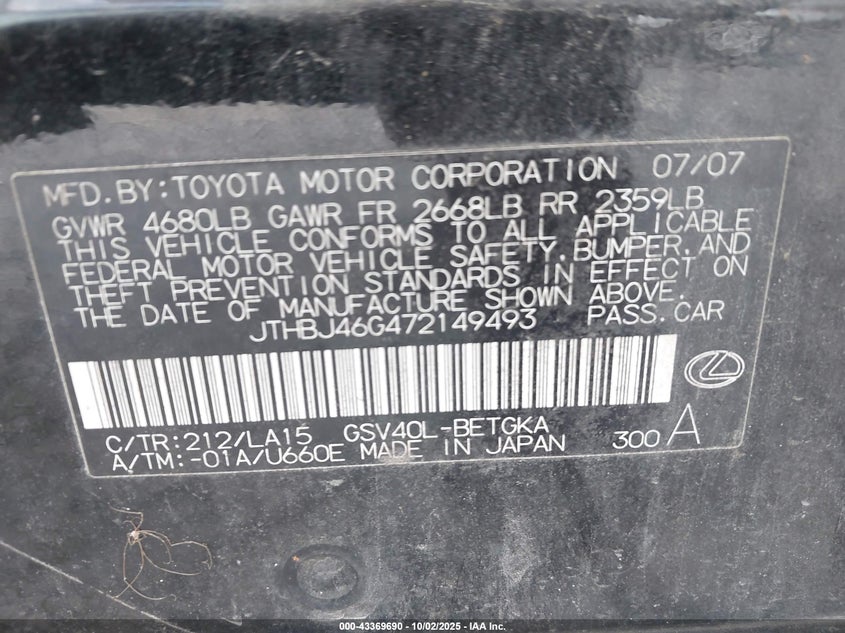 MFD.BY:TOYOTA MOTOR CORPORATION 07/07
GVWR 4680LB GAWR FR 2668LB RR 2359LB
THIS VEHICLE CONFORMS TO ALL APPLICABLE
FEDERAL MOTOR VEHICLE SAFETY,BUMPER,AND
THEFT PREVENTION STANDARDS IN EFFECT ON
THE DATE OF MANUFACTURE SHOWN ABOVE.
JTHBJ46G472149493 PASS.CAR
C/TR:212/LA15 GSV40L-BETGKA
A/TM:-01A/U660E MADE IN JAPAN 300 A
000-43369690 - 10/02/2025 - IAA Inc.